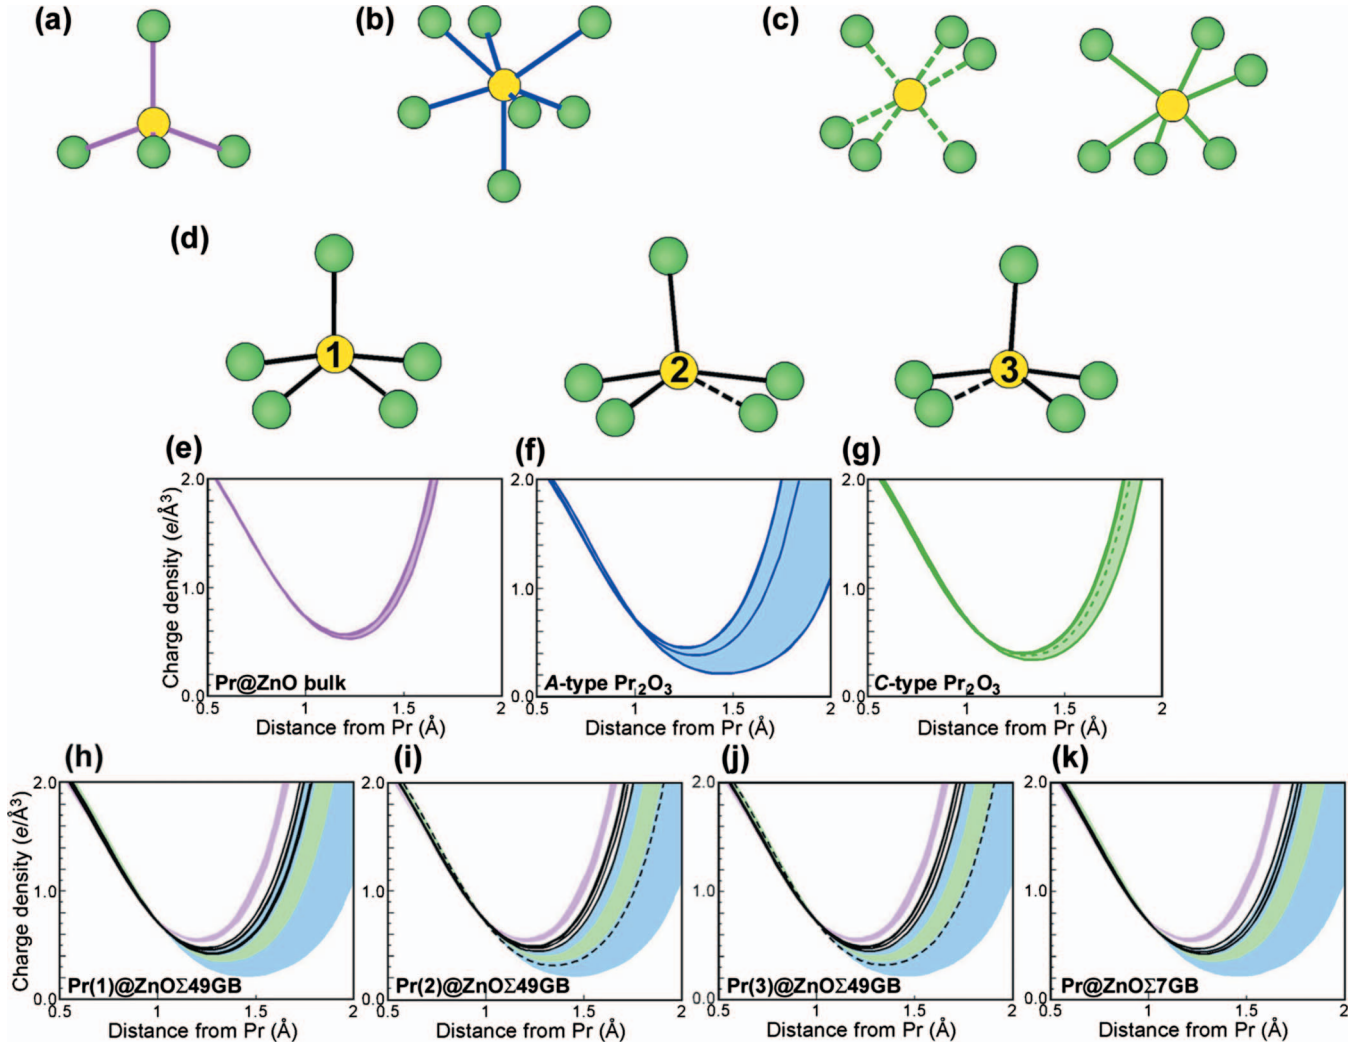 (a)
(b)
(c)
(d)
1
2
3
(e)
(f)
(g)
Charge density (e/Å³)
2.0
1.0
0.0
Pr@ZnO bulk
0.5
1
1.5
2
Distance from Pr (Å)
2.0
1.0
0.0
A-type Pr₂O₃
0.5
1
1.5
2
Distance from Pr (Å)
2.0
1.0
0.0
C-type Pr₂O₃
0.5
1
1.5
2
Distance from Pr (Å)
(h)
(i)
(j)
(k)
Charge density (e/Å³)
2.0
1.0
0.0
Pr(1)@ZnOΣ49GB
0.5
1
1.5
2
Distance from Pr (Å)
2.0
1.0
0.0
Pr(2)@ZnOΣ49GB
0.5
1
1.5
2
Distance from Pr (Å)
2.0
1.0
0.0
Pr(3)@ZnOΣ49GB
0.5
1
1.5
2
Distance from Pr (Å)
2.0
1.0
0.0
Pr@ZnOΣ7GB
0.5
1
1.5
2
Distance from Pr (Å)